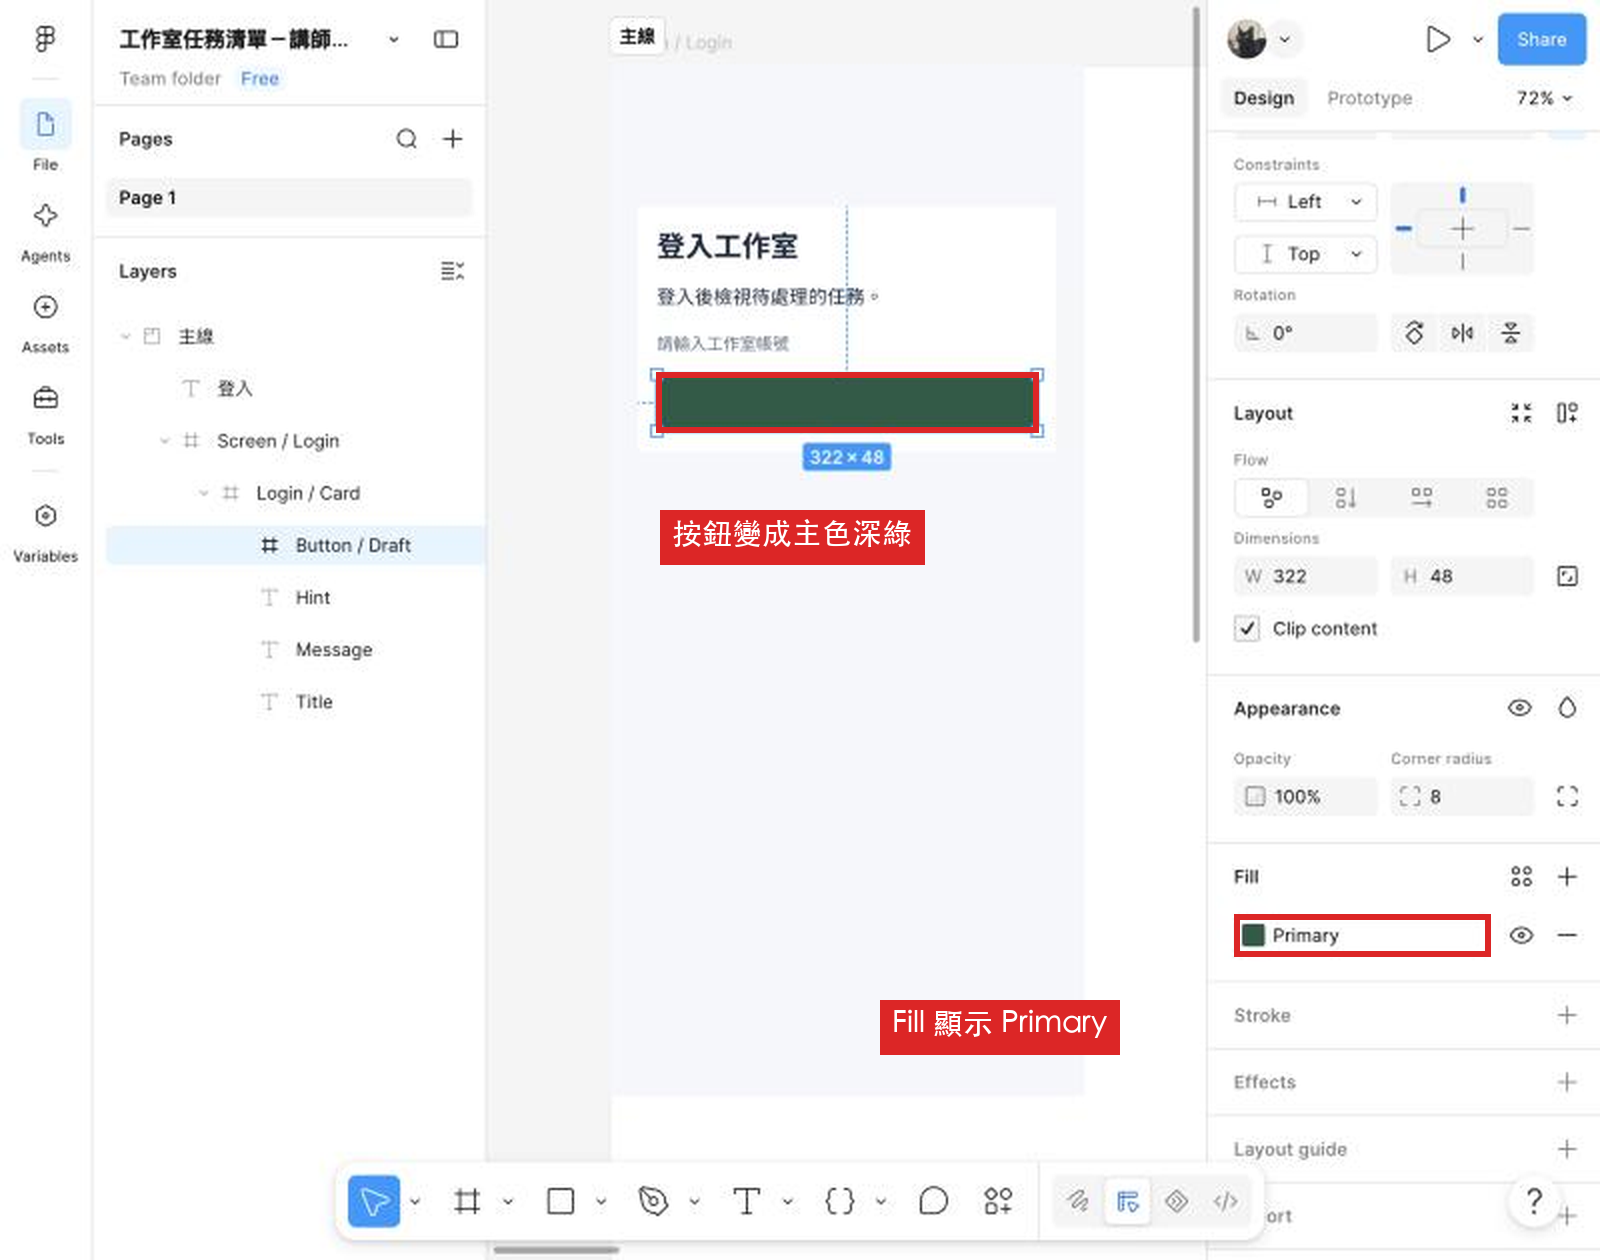 工作室任務清單－講師...
Team folder
Free
File
Agents
Assets
Tools
Variables
Pages
Page 1
Layers
主線
登入
Screen / Login
Login / Card
Button / Draft
Hint
Message
Title
主線
/ Login
登入工作室
登入後檢視待處理的任務。
請輸入工作室帳號
322 × 48
按鈕變成主色深綠
Fill 顯示 Primary
Share
Design
Prototype
72%
Constraints
Left
Top
Rotation
0°
Layout
Flow
Dimensions
W 322
H 48
Clip content
Appearance
Opacity
Corner radius
100%
8
Fill
Primary
Stroke
Effects
Layout guide
ort
?